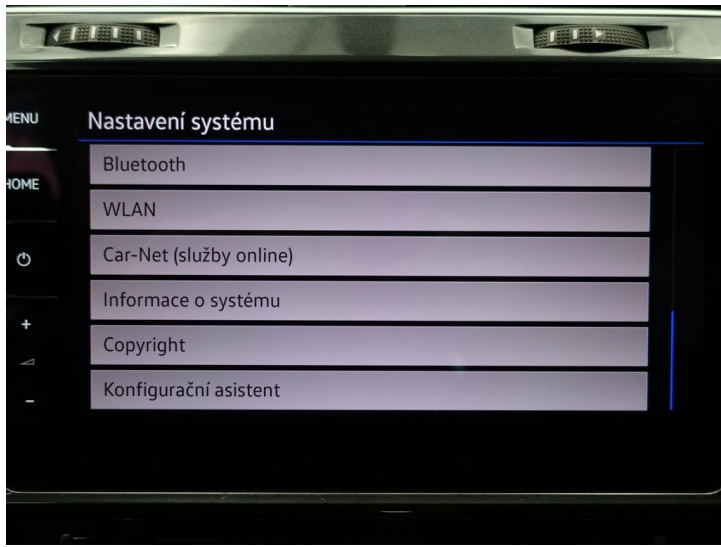 MENU
Nastavení systému
Bluetooth
HOME
WLAN
Car-Net (služby online)
Informace o systému
+
Copyright
Konfigurační asistent
-